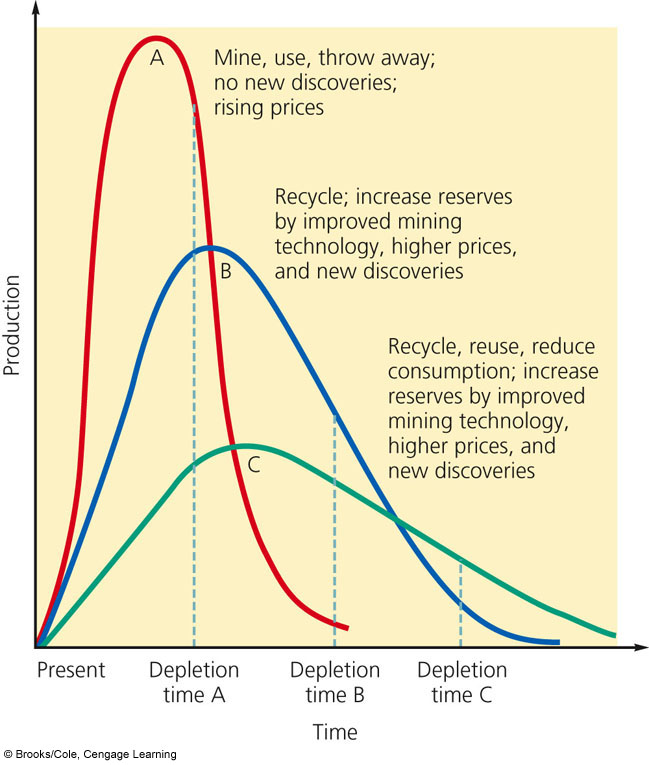 A
Mine, use, throw away;
no new discoveries;
rising prices
Recycle; increase reserves
by improved mining
technology, higher prices,
and new discoveries
B
Recycle, reuse, reduce
consumption; increase
reserves by improved
mining technology,
higher prices, and
new discoveries
C
Production
Present
Depletion
time A
Depletion
time B
Depletion
time C
Time
© Brooks/Cole, Cengage Learning